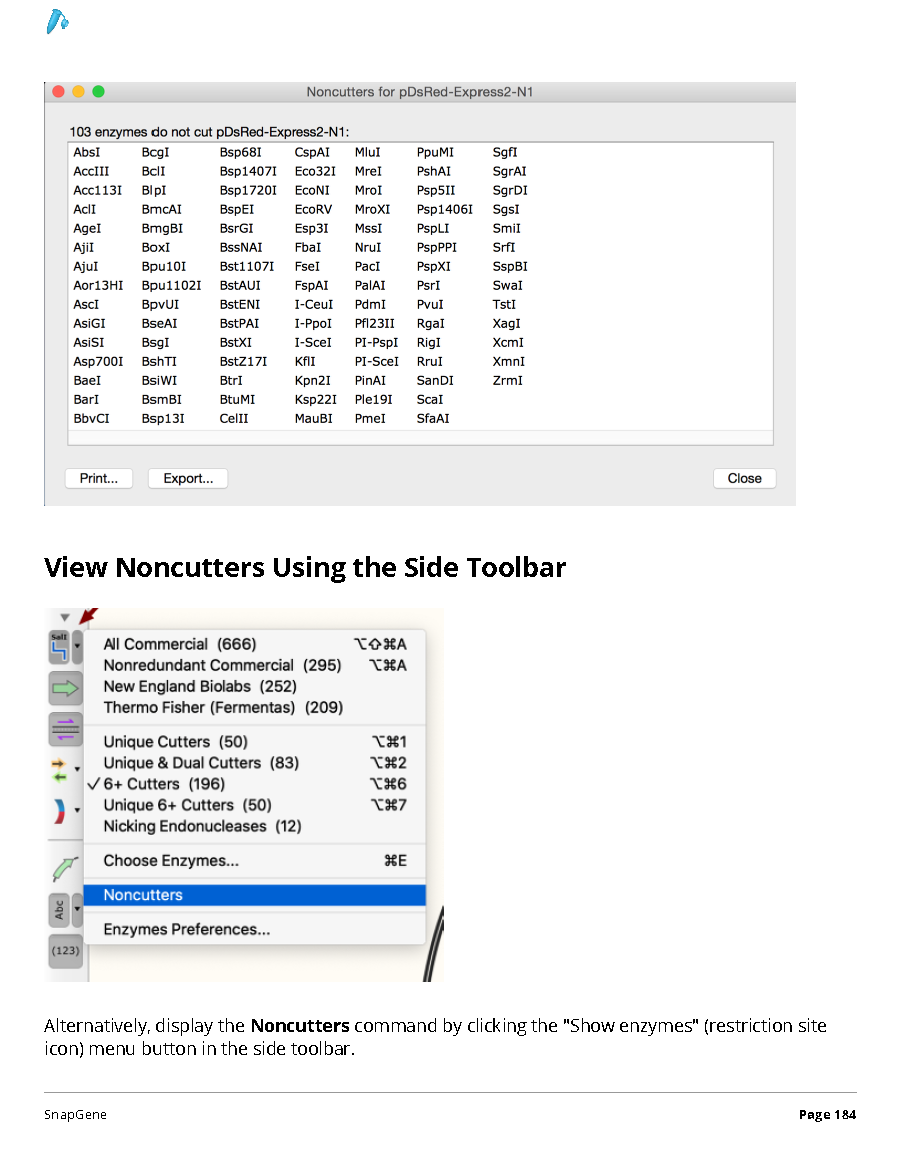 Noncutters for pDsRed-Express2-N1
103 enzymes do not cut pDsRed-Express2-N1:
AbsI BcgI Bsp68I CspAI MluI PpuMI SgfI
AccIII BclI Bsp1407I Eco32I MreI PshAI SgrAI
Acc113I BlpI Bsp1720I EcoNI MroI Psp5II SgrDI
AclI BmcAI BspEI EcoRV MroXI Psp1406I SgsI
AgeI BmgBI BsrGI Esp3I MssI PspLI SmiI
AjiI BoxI BssNAI FbaI NruI PspPPI SrfI
AjuI Bpu10I Bst1107I FseI PacI PspXI SspBI
Aor13HI Bpu1102I BstAUI FspAI PalAI PsrI SwaI
AscI BpvUI BstENI I-CeuI PdmI PvuI TstI
AsiGI BseAI BstPAI I-PpoI Pfl23II RgaI XagI
AsiSI BsgI BstXI I-SceI PI-PspI RigI XcmI
Asp700I BshTI BstZ17I KflI PI-SceI RruI XmnI
BaeI BsiWI BtrI Kpn2I PinAI SanDI ZrmI
BarI BsmBI BtuMI Ksp22I Ple19I ScaI
BbvCI Bsp13I CelII MauBI PmeI SfaAI
Print... Export... Close
View Noncutters Using the Side Toolbar
SalI
All Commercial (666) ⌥⇧⌘A
Nonredundant Commercial (295) ⌥⌘A
New England Biolabs (252)
Thermo Fisher (Fermentas) (209)
Unique Cutters (50) ⌥⌘1
Unique & Dual Cutters (83) ⌥⌘2
✓ 6+ Cutters (196) ⌥⌘6
Unique 6+ Cutters (50) ⌥⌘7
Nicking Endonucleases (12)
Choose Enzymes... ⌘E
Noncutters
Abc
Enzymes Preferences...
(123)
Alternatively, display the Noncutters command by clicking the "Show enzymes" (restriction site
icon) menu button in the side toolbar.
SnapGene Page 184